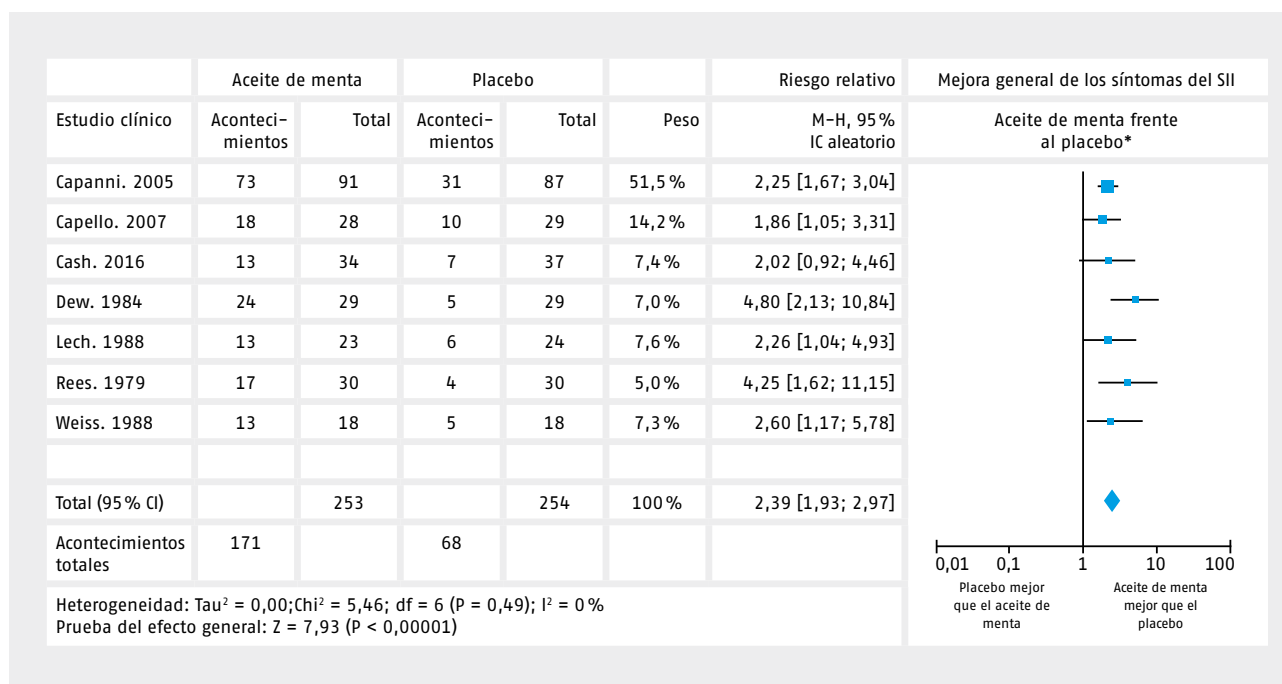 Aceite de menta Placebo Riesgo relativo Mejora general de los síntomas del SII
Estudio clínico Aconteci- Total Aconteci- Total Peso M-H, 95 % Aceite de menta frente
mientos mientos IC aleatorio al placebo*
Capanni. 2005 73 91 31 87 51,5 % 2,25 [1,67; 3,04]
Capello. 2007 18 28 10 29 14,2 % 1,86 [1,05; 3,31]
Cash. 2016 13 34 7 37 7,4 % 2,02 [0,92; 4,46]
Dew. 1984 24 29 5 29 7,0 % 4,80 [2,13; 10,84]
Lech. 1988 13 23 6 24 7,6 % 2,26 [1,04; 4,93]
Rees. 1979 17 30 4 30 5,0 % 4,25 [1,62; 11,15]
Weiss. 1988 13 18 5 18 7,3 % 2,60 [1,17; 5,78]
Total (95 % CI) 253 254 100 % 2,39 [1,93; 2,97]
Acontecimientos 171 68
totales
Heterogeneidad: Tau² = 0,00;Chi² = 5,46; df = 6 (P = 0,49); I² = 0 %
Prueba del efecto general: Z = 7,93 (P < 0,00001)
0,01 0,1 1 10 100
Placebo mejor Aceite de menta
que el aceite de mejor que el
menta placebo